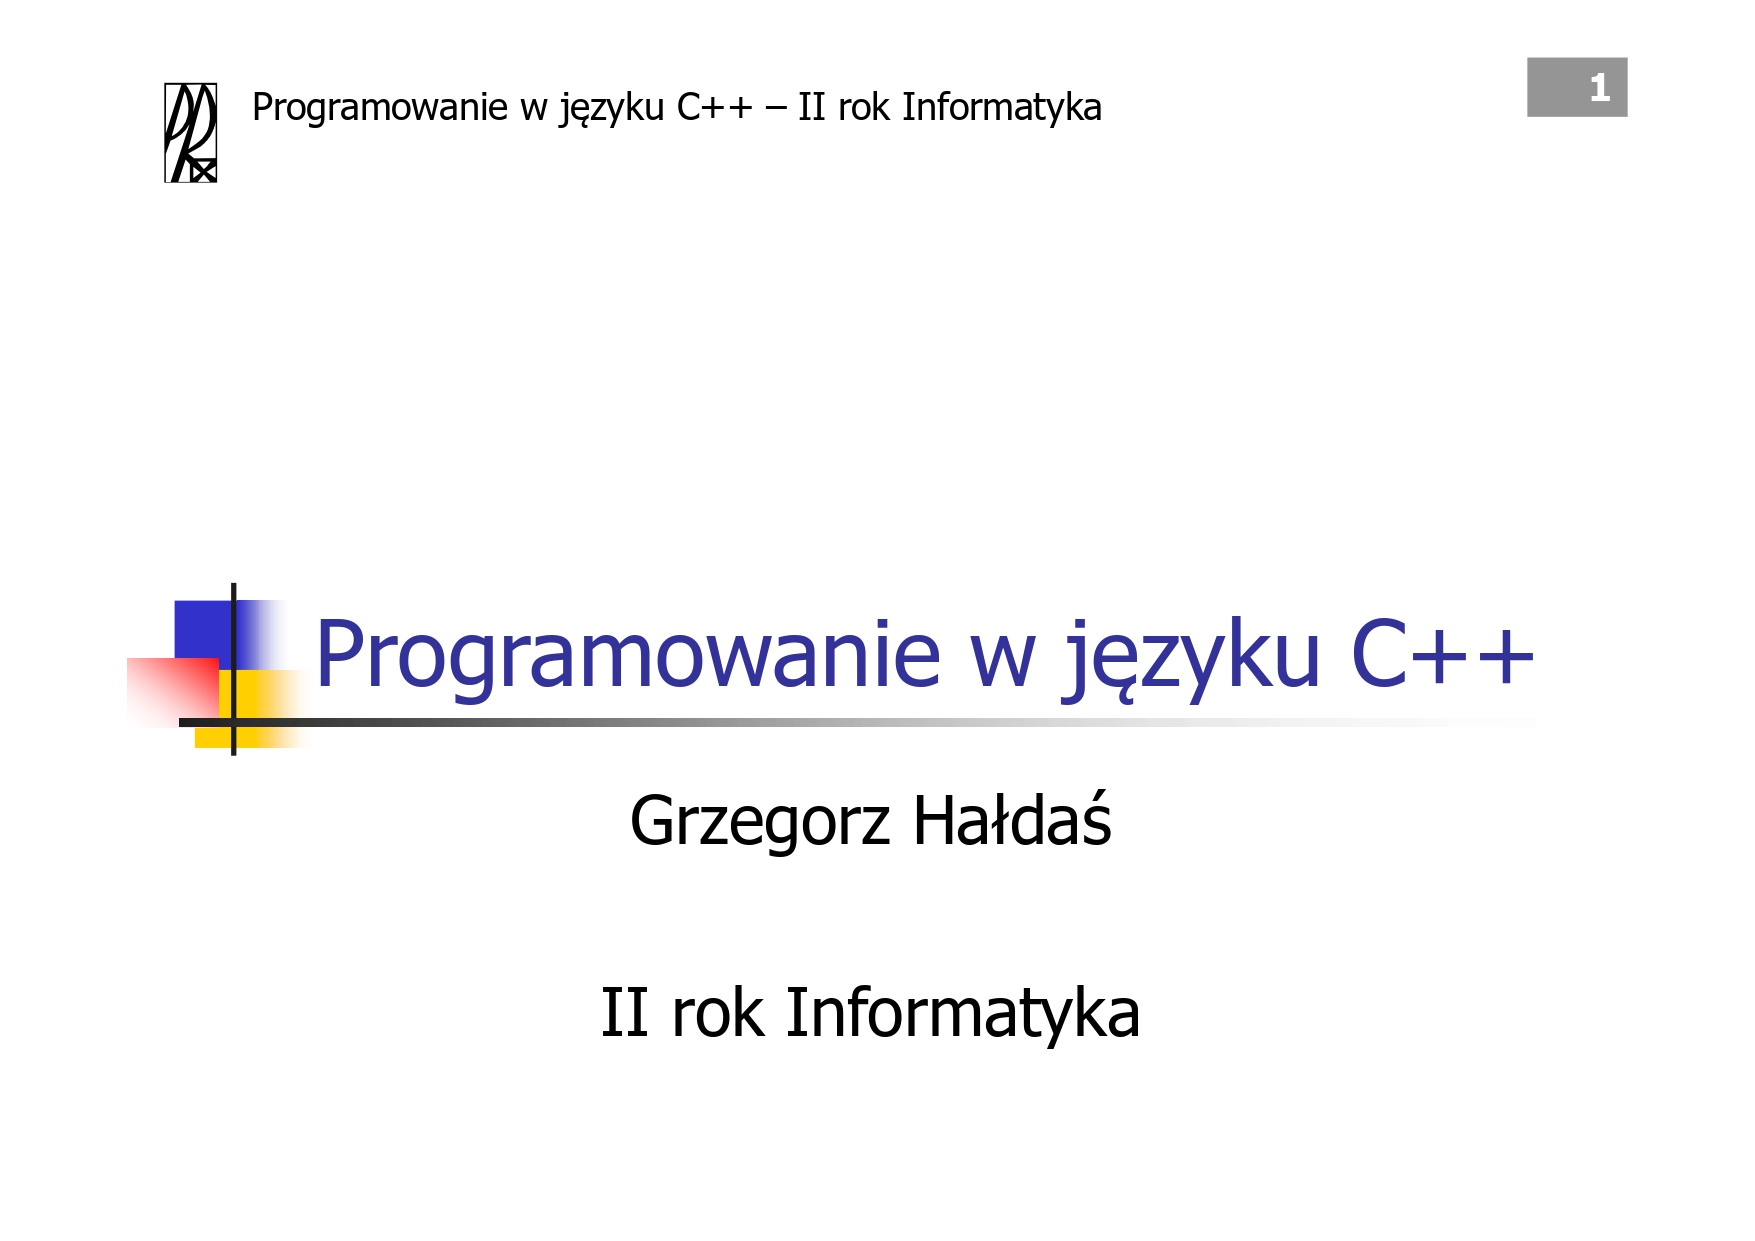 Programowanie w języku C++ – II rok Informatyka
1
Programowanie w języku C++
Grzegorz Hałdaś
II rok Informatyka